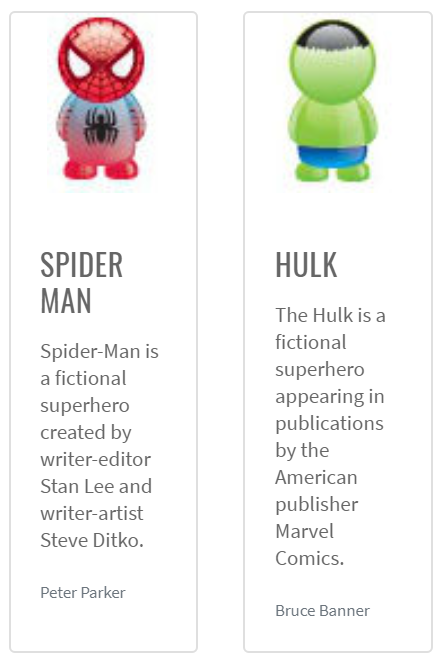 SPIDER
MAN
Spider-Man is
a fictional
superhero
created by
writer-editor
Stan Lee and
writer-artist
Steve Ditko.
Peter Parker
HULK
The Hulk is a
fictional
superhero
appearing in
publications
by the
American
publisher
Marvel
Comics.
Bruce Banner